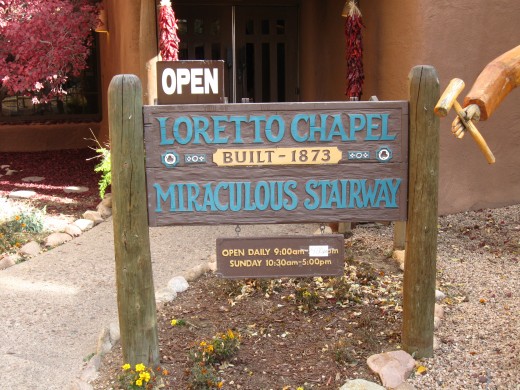 OPEN
LORETTO CHAPEL
BUILT - 1873
MIRACULOUS STAIRWAY
OPEN DAILY 9:00am-
SUNDAY 10:30am-5:00pm